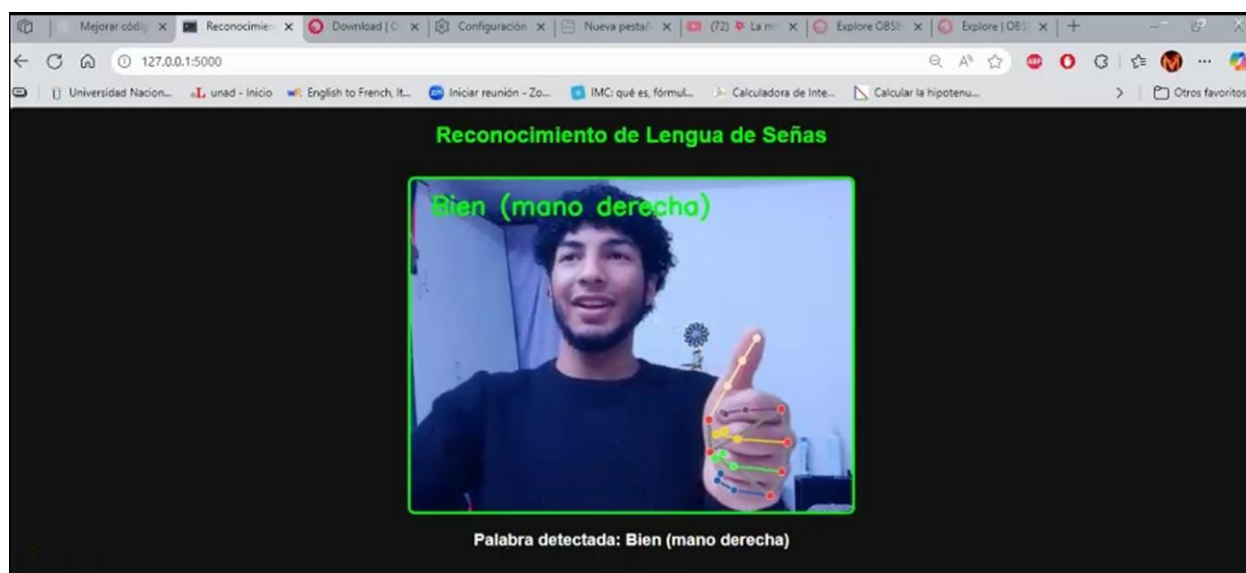 Mejorar códig
Reconocimien
Download | O
Configuración
Nueva pestañ
(72)
La m
Explore OBS
Explore | OBS
127.0.0.1:5000
Universidad Nacion...
unad - Inicio
English to French, It...
Iniciar reunión - Zo...
IMC: qué es, fórmul...
Calculadora de Inte...
Calcular la hipotenu...
Otros favoritos
Reconocimiento de Lengua de Señas
Bien (mano derecha)
Palabra detectada: Bien (mano derecha)